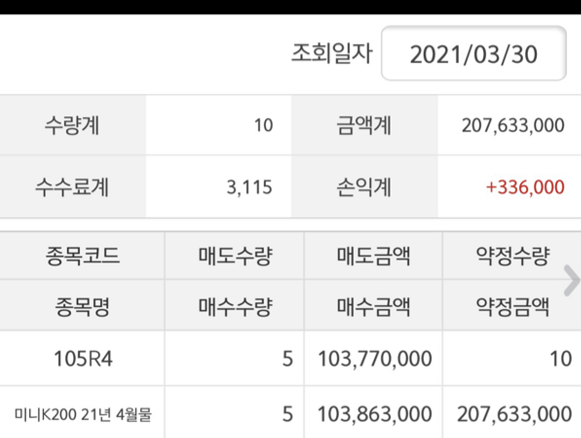 조회일자 2021/03/30
수량계 10 금액계 207,633,000
수수료계 3,115 손익계 +336,000
종목코드 매도수량 매도금액 약정수량
종목명 매수수량 매수금액 약정금액
105R4 5 103,770,000 10
미니K200 21년 4월물 5 103,863,000 207,633,000